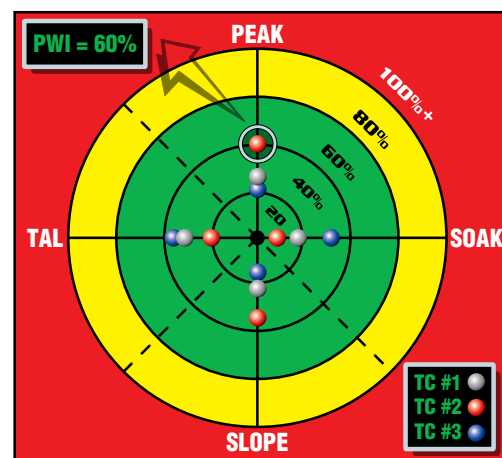 PWI = 60%
PEAK
100%+
80%
60%
40%
20
TAL
SOAK
TC #1
TC #2
TC #3
SLOPE